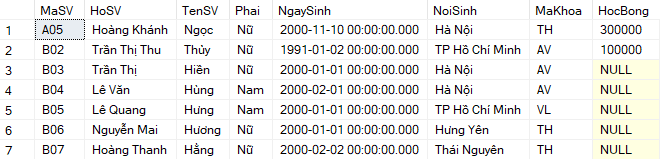 MaSV HoSV TenSV Phai NgaySinh NoiSinh MaKhoa HocBong
1 A05 Hoàng Khánh Ngọc Nữ 2000-11-10 00:00:00.000 Hà Nội TH 300000
2 B02 Trần Thị Thu Thủy Nữ 1991-01-02 00:00:00.000 TP Hồ Chí Minh AV 100000
3 B03 Trần Thị Hiền Nữ 2000-01-01 00:00:00.000 Hà Nội AV NULL
4 B04 Lê Văn Hùng Nam 2000-02-01 00:00:00.000 Hà Nội AV NULL
5 B05 Lê Quang Hưng Nam 2000-01-01 00:00:00.000 TP Hồ Chí Minh VL NULL
6 B06 Nguyễn Mai Hương Nữ 2000-01-01 00:00:00.000 Hưng Yên TH NULL
7 B07 Hoàng Thanh Hằng Nữ 2000-02-02 00:00:00.000 Thái Nguyên TH NULL